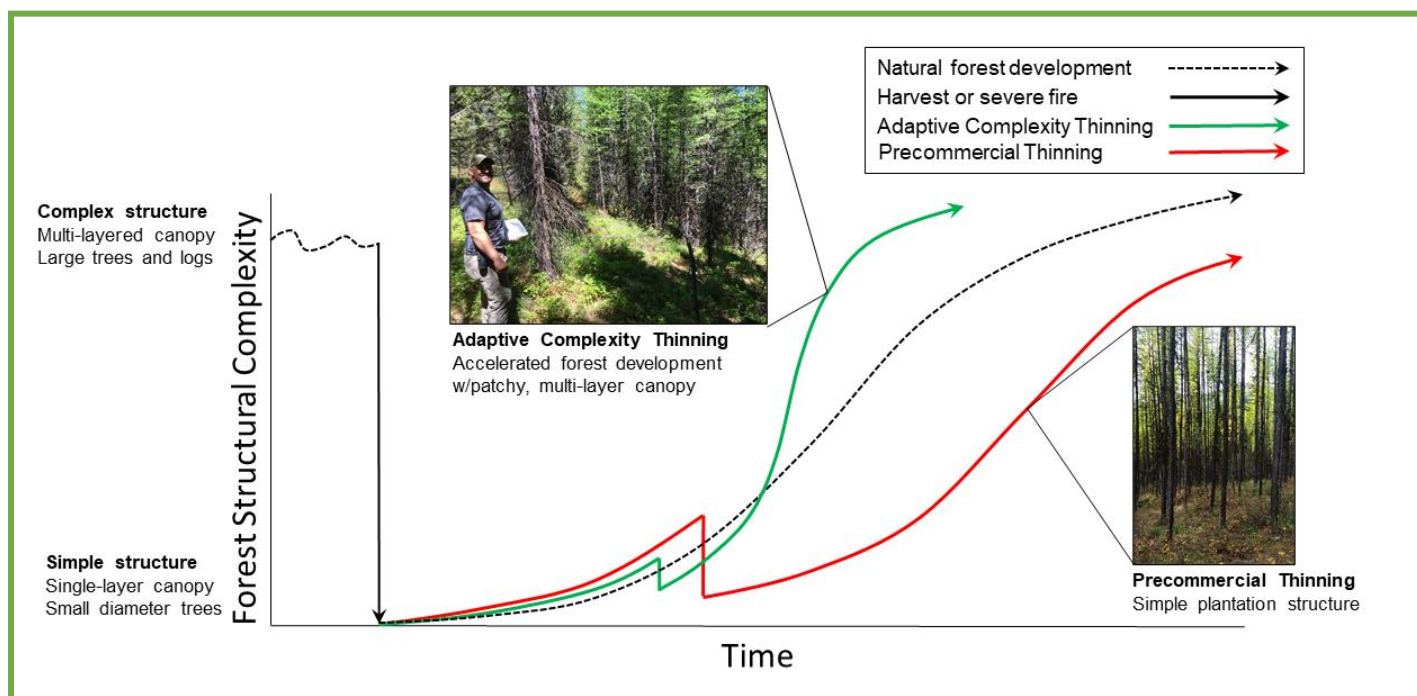 Natural forest development
Harvest or severe fire
Adaptive Complexity Thinning
Precommercial Thinning
Complex structure
Multi-layered canopy
Large trees and logs
Forest Structural Complexity
Adaptive Complexity Thinning
Accelerated forest development
w/patchy, multi-layer canopy
Simple structure
Single-layer canopy
Small diameter trees
Precommercial Thinning
Simple plantation structure
Time